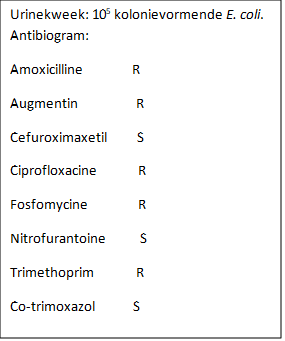 Urinekweek: 10⁵ kolonievormende E. coli.
Antibiogram:
Amoxicilline R
Augmentin R
Cefuroximaxetil S
Ciprofloxacine R
Fosfomycine R
Nitrofurantoine S
Trimethoprim R
Co-trimoxazol S